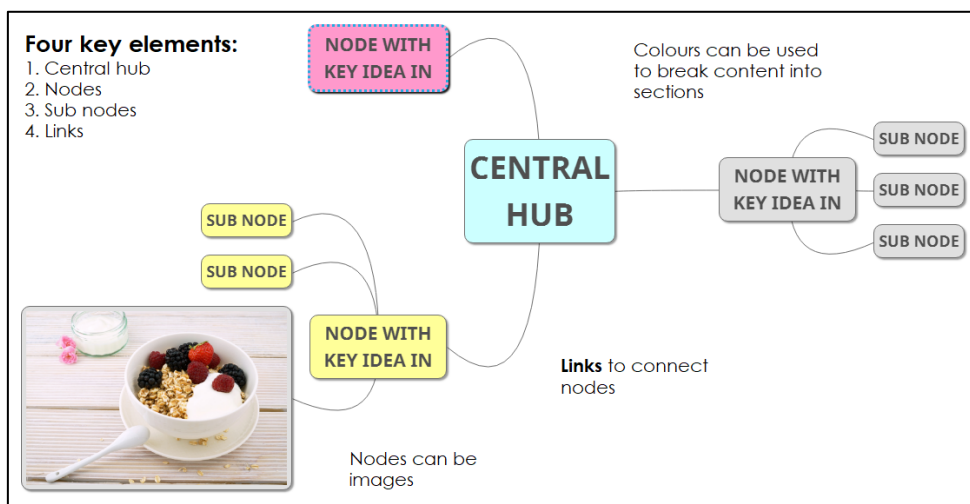 Four key elements:
1. Central hub
2. Nodes
3. Sub nodes
4. Links
NODE WITH
KEY IDEA IN
Colours can be used
to break content into
sections
CENTRAL
HUB
NODE WITH
KEY IDEA IN
SUB NODE
SUB NODE
SUB NODE
SUB NODE
SUB NODE
NODE WITH
KEY IDEA IN
Links to connect
nodes
Nodes can be
images